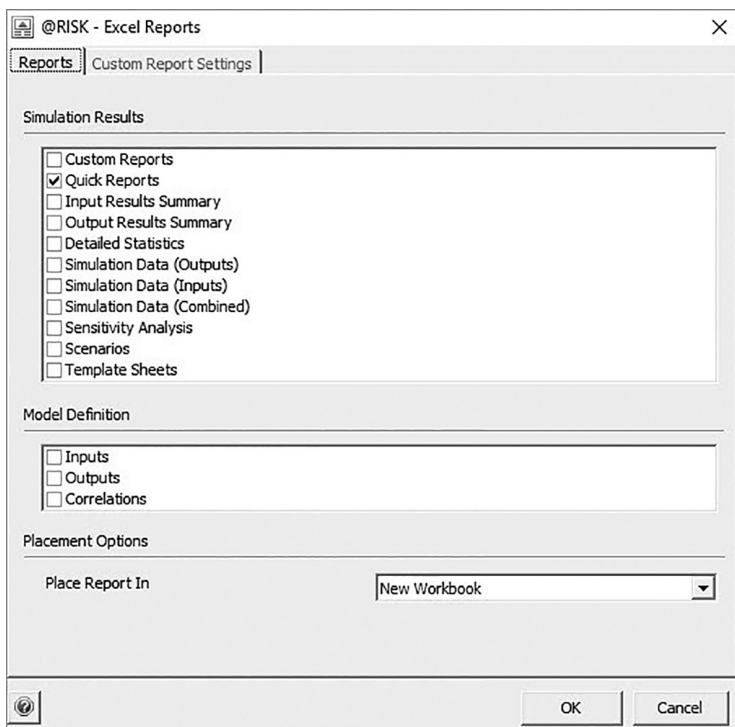 @RISK - Excel Reports
Reports
Custom Report Settings
Simulation Results
Custom Reports
Quick Reports
Input Results Summary
Output Results Summary
Detailed Statistics
Simulation Data (Outputs)
Simulation Data (Inputs)
Simulation Data (Combined)
Sensitivity Analysis
Scenarios
Template Sheets
Model Definition
Inputs
Outputs
Correlations
Placement Options
Place Report In
New Workbook
OK
Cancel